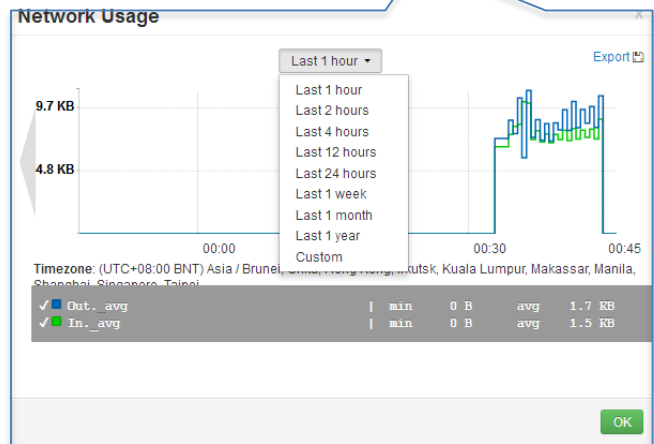 Network Usage
x
Last 1 hour
Export
Last 1 hour
Last 2 hours
Last 4 hours
Last 12 hours
Last 24 hours
Last 1 week
Last 1 month
Last 1 year
Custom
9.7 KB
4.8 KB
00:00
00:30
00:45
Timezone: (UTC+08:00 BNT) Asia / Brunei, Kuala Lumpur, Makassar, Manila,
Shanghai, Singapore, Taipei
✓ Out._avg | min 0 B avg 1.7 KB
✓ In._avg | min 0 B avg 1.5 KB
OK